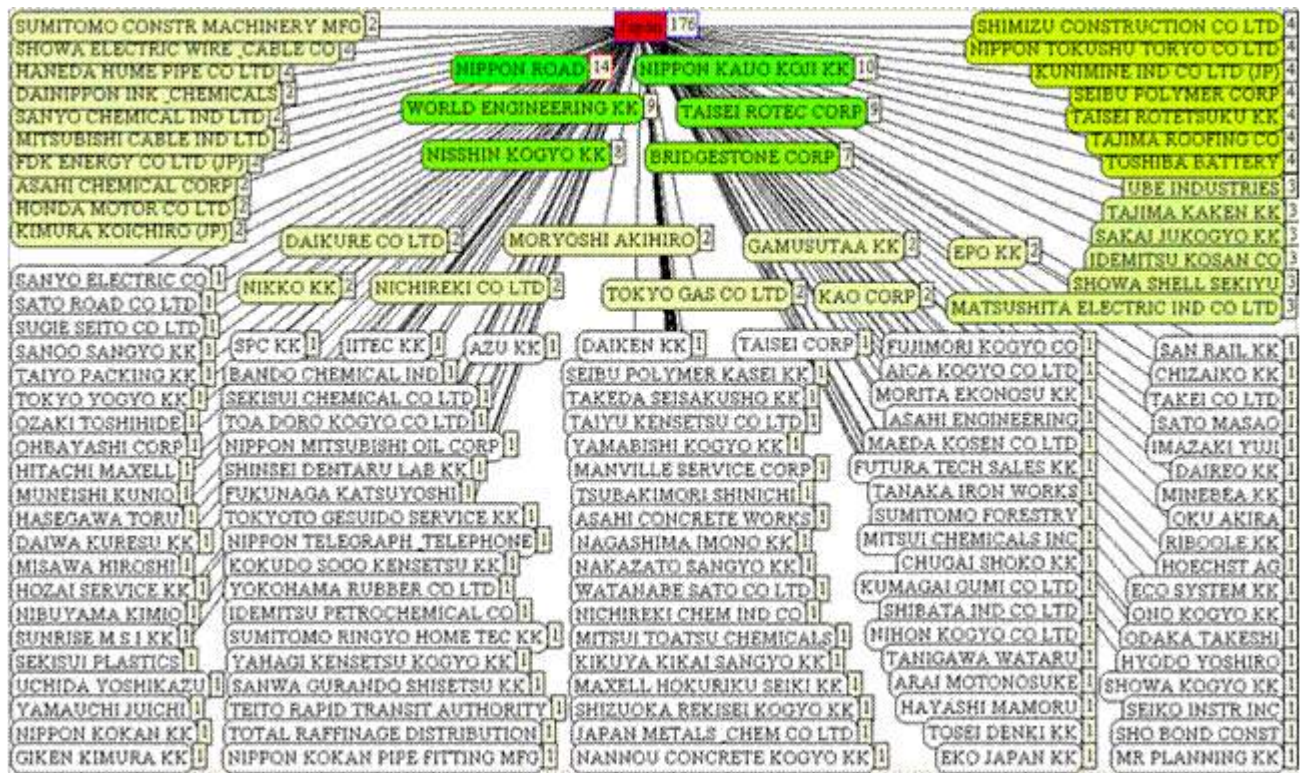 176
SUMITOMO CONSTR MACHINERY MFG 2
SHOWA ELECTRIC WIRE_CABLE CO 2
HANEDA HUME PIPE CO LTD 2
DAINIPPON INK_CHEMICALS 2
SANYO CHEMICAL IND LTD 2
MITSUBISHI CABLE IND LTD 2
FDK ENERGY CO LTD (JP) 2
ASAHI CHEMICAL CORP 2
HONDA MOTOR CO LTD 2
KIMURA KOICHIRO (JP) 2
NIPPON ROAD 14
NIPPON KAIJO KOJI KK 10
WORLD ENGINEERING KK 9
TAISEI ROTEC CORP 9
NISSHIN KOGYO KK 8
BRIDGESTONE CORP 7
SHIMIZU CONSTRUCTION CO LTD 4
NIPPON TOKUSHU TORYO CO LTD 4
KUNIMINE IND CO LTD (JP) 4
SEIBU POLYMER CORP 4
TAISEI ROTETSUKU KK 4
TAJIMA ROOFING CO 4
TOSHIBA BATTERY 4
UBE INDUSTRIES 3
TAJIMA KAKEN KK 3
SAKAI JUKOGYO KK 3
IDEMITSU KOSAN CO 3
SHOWA SHELL SEKIYU 3
MATSUSHITA ELECTRIC IND CO LTD 3
DAIKURE CO LTD 2
MORYOSHI AKIHIRO 2
GAMUSUTAA KK 2
EPO KK 2
NIKKO KK 2
NICHIREKI CO LTD 2
TOKYO GAS CO LTD 2
KAO CORP 2
SANYO ELECTRIC CO 1
SATO ROAD CO LTD 1
SUGIE SEITO CO LTD 1
SANOO SANGYO KK 1
TAIYO PACKING KK 1
TOKYO YOGYO KK 1
OZAKI TOSHIHIDE 1
OHBAYASHI CORP 1
HITACHI MAXELL 1
MUNEISHI KUNIO 1
HASEGAWA TORU 1
DAIWA KURESU KK 1
MISAWA HIROSHI 1
HOZAI SERVICE KK 1
NIBUYAMA KIMIO 1
SUNRISE M S I KK 1
SEKISUI PLASTICS 1
UCHIDA YOSHIKAZU 1
YAMAUCHI JUICHI 1
NIPPON KOKAN KK 1
GIKEN KIMURA KK 1
SPC KK 1
IITEC KK 1
AZU KK 1
BANDO CHEMICAL IND 1
SEKISUI CHEMICAL CO LTD 1
TOA DORO KOGYO CO LTD 1
NIPPON MITSUBISHI OIL CORP 1
SHINSEI DENTARU LAB KK 1
FUKUNAGA KATSUYOSHI 1
TOKYOTO GESUIDO SERVICE KK 1
NIPPON TELEGRAPH_TELEPHONE 1
KOKUDO SOGO KENSETSU KK 1
YOKOHAMA RUBBER CO LTD 1
IDEMITSU PETROCHEMICAL CO 1
SUMITOMO RINGYO HOME TEC KK 1
YAHAGI KENSETSU KOGYO KK 1
SANWA GURANDO SHISETSU KK 1
TEITO RAPID TRANSIT AUTHORITY 1
TOTAL RAFFINAGE DISTRIBUTION 1
NIPPON KOKAN PIPE FITTING MFG 1
DAIKEN KK 1
TAISEI CORP 1
SEIBU POLYMER KASEI KK 1
TAKEDA SEISAKUSHO KK 1
TAIYU KENSETSU CO LTD 1
YAMABISHI KOGYO KK 1
MANVILLE SERVICE CORP 1
TSUBAKIMORI SHINICHI 1
ASAHI CONCRETE WORKS 1
NAGASHIMA IMONO KK 1
NAKAZATO SANGYO KK 1
WATANABE SATO CO LTD 1
NICHIREKI CHEM IND CO 1
MITSUI TOATSU CHEMICALS 1
KIKUYA KIKAI SANGYO KK 1
MAXELL HOKURIKU SEIKI KK 1
SHIZUOKA REKISEI KOGYO KK 1
JAPAN METALS_CHEM CO LTD 1
NANNOU CONCRETE KOGYO KK 1
FUJIMORI KOGYO CO 1
AICA KOGYO CO LTD 1
MORITA EKONOSU KK 1
ASAHI ENGINEERING 1
MAEDA KOSEN CO LTD 1
FUTURA TECH SALES KK 1
TANAKA IRON WORKS 1
SUMITOMO FORESTRY 1
MITSUI CHEMICALS INC 1
CHUGAI SHOKO KK 1
KUMAGAI GUMI CO LTD 1
SHIBATA IND CO LTD 1
NIHON KOGYO CO LTD 1
TANIGAWA WATARU 1
ARAI MOTONOSUKE 1
HAYASHI MAMORU 1
TOSEI DENKI KK 1
EKO JAPAN KK 1
SAN RAIL KK 1
CHIZAIKO KK 1
TAKEI CO LTD 1
SATO MASAO 1
IMAZAKI YUJI 1
DAIREO KK 1
MINEBEA KK 1
OKU AKIRA 1
RIBOOLE KK 1
HOECHST AG 1
ECO SYSTEM KK 1
ONO KOGYO KK 1
ODAKA TAKESHI 1
HYODO YOSHIRO 1
SHOWA KOGYO KK 1
SEIKO INSTR INC 1
SHO BOND CONST 1
MR PLANNING KK 1